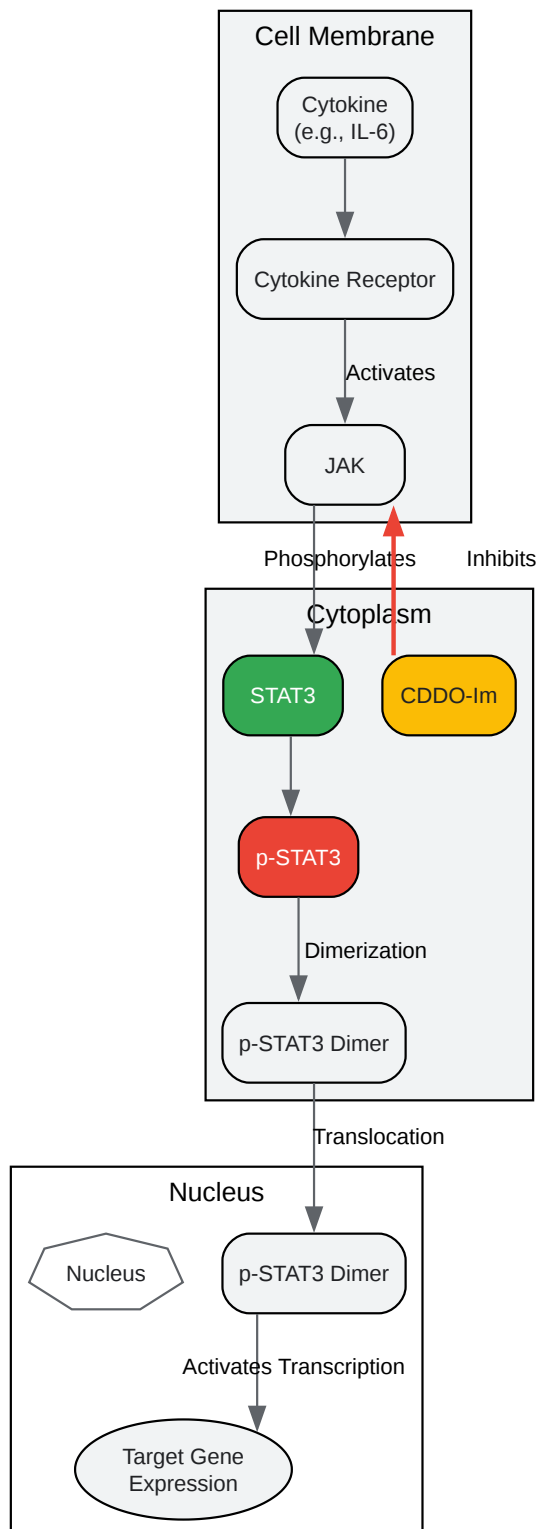 Cell Membrane
Cytokine
(e.g., IL-6)
Cytokine Receptor
Activates
JAK
Phosphorylates
Inhibits
Cytoplasm
STAT3
CDDO-Im
p-STAT3
Dimerization
p-STAT3 Dimer
Translocation
Nucleus
Nucleus
p-STAT3 Dimer
Activates Transcription
Target Gene
Expression